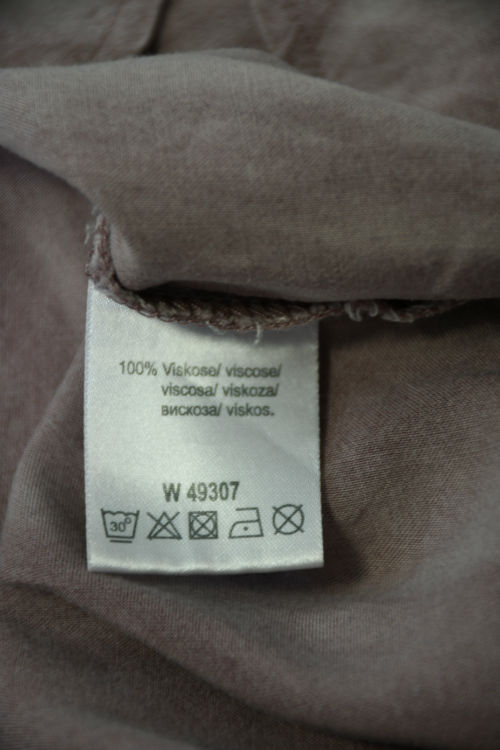 100% Viskose/ viscose/
viscosa/ viskoza/
вискоза/ viskos.
W 49307
30°